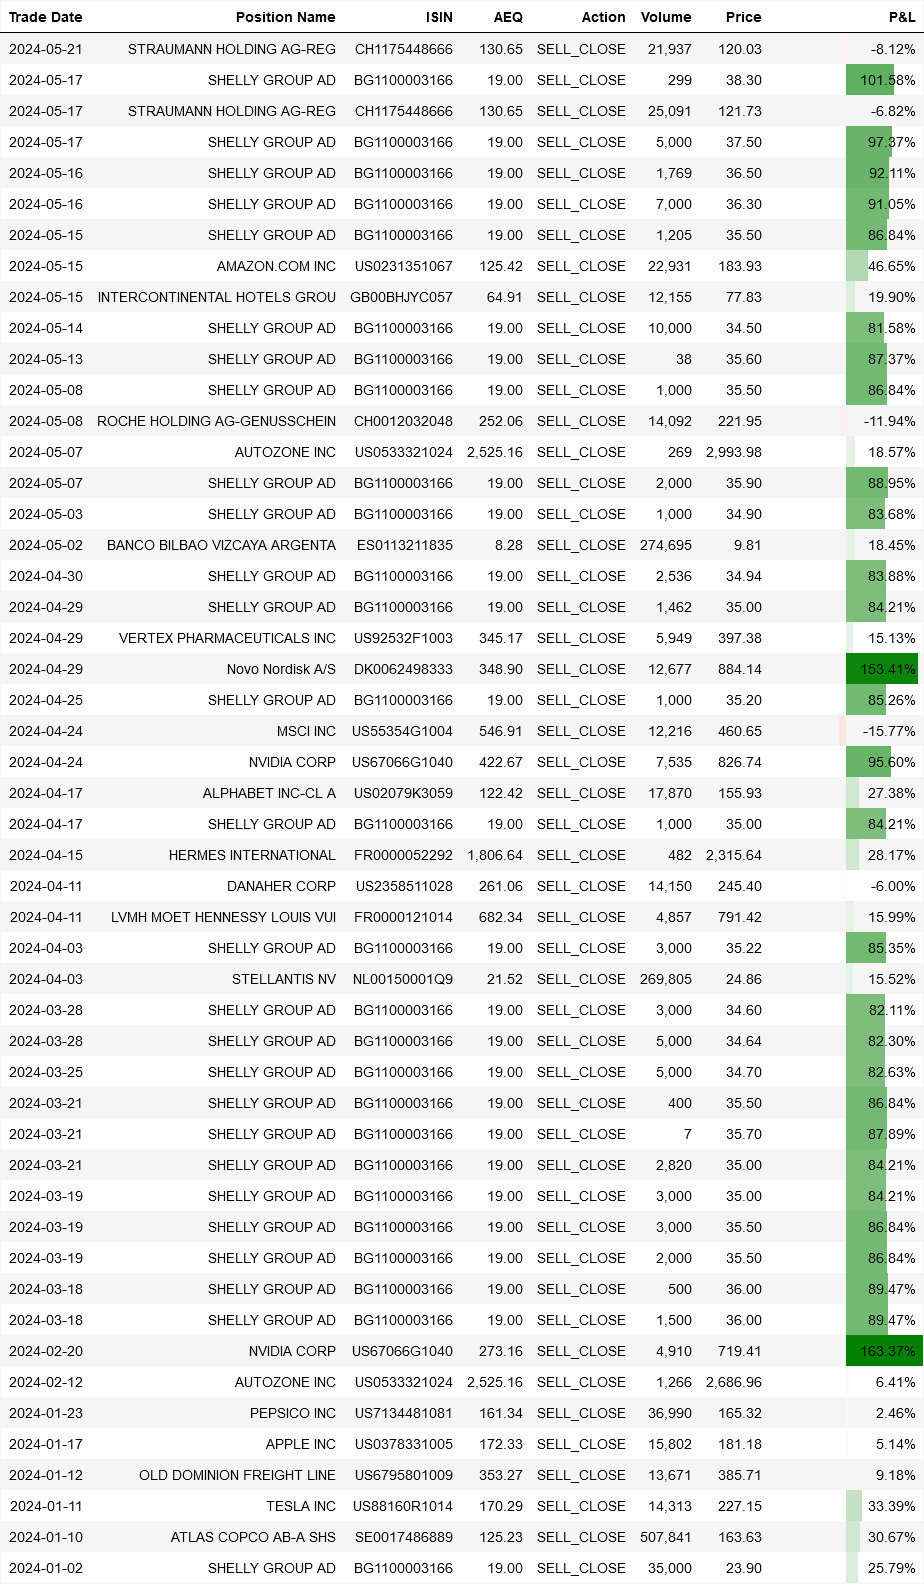 Trade Date Position Name ISIN AEQ Action Volume Price P&L
2024-05-21 STRAUMANN HOLDING AG-REG CH1175448666 130.65 SELL_CLOSE 21,937 120.03 -8.12%
2024-05-17 SHELLY GROUP AD BG1100003166 19.00 SELL_CLOSE 299 38.30 101.58%
2024-05-17 STRAUMANN HOLDING AG-REG CH1175448666 130.65 SELL_CLOSE 25,091 121.73 -6.82%
2024-05-17 SHELLY GROUP AD BG1100003166 19.00 SELL_CLOSE 5,000 37.50 97.37%
2024-05-16 SHELLY GROUP AD BG1100003166 19.00 SELL_CLOSE 1,769 36.50 92.11%
2024-05-16 SHELLY GROUP AD BG1100003166 19.00 SELL_CLOSE 7,000 36.30 91.05%
2024-05-15 SHELLY GROUP AD BG1100003166 19.00 SELL_CLOSE 1,205 35.50 86.84%
2024-05-15 AMAZON.COM INC US0231351067 125.42 SELL_CLOSE 22,931 183.93 46.65%
2024-05-15 INTERCONTINENTAL HOTELS GROU GB00BHJYC057 64.91 SELL_CLOSE 12,155 77.83 19.90%
2024-05-14 SHELLY GROUP AD BG1100003166 19.00 SELL_CLOSE 10,000 34.50 81.58%
2024-05-13 SHELLY GROUP AD BG1100003166 19.00 SELL_CLOSE 38 35.60 87.37%
2024-05-08 SHELLY GROUP AD BG1100003166 19.00 SELL_CLOSE 1,000 35.50 86.84%
2024-05-08 ROCHE HOLDING AG-GENUSSCHEIN CH0012032048 252.06 SELL_CLOSE 14,092 221.95 -11.94%
2024-05-07 AUTOZONE INC US0533321024 2,525.16 SELL_CLOSE 269 2,993.98 18.57%
2024-05-07 SHELLY GROUP AD BG1100003166 19.00 SELL_CLOSE 2,000 35.90 88.95%
2024-05-03 SHELLY GROUP AD BG1100003166 19.00 SELL_CLOSE 1,000 34.90 83.68%
2024-05-02 BANCO BILBAO VIZCAYA ARGENTA ES0113211835 8.28 SELL_CLOSE 274,695 9.81 18.45%
2024-04-30 SHELLY GROUP AD BG1100003166 19.00 SELL_CLOSE 2,536 34.94 83.88%
2024-04-29 SHELLY GROUP AD BG1100003166 19.00 SELL_CLOSE 1,462 35.00 84.21%
2024-04-29 VERTEX PHARMACEUTICALS INC US92532F1003 345.17 SELL_CLOSE 5,949 397.38 15.13%
2024-04-29 Novo Nordisk A/S DK0062498333 348.90 SELL_CLOSE 12,677 884.14 153.41%
2024-04-25 SHELLY GROUP AD BG1100003166 19.00 SELL_CLOSE 1,000 35.20 85.26%
2024-04-24 MSCI INC US55354G1004 546.91 SELL_CLOSE 12,216 460.65 -15.77%
2024-04-24 NVIDIA CORP US67066G1040 422.67 SELL_CLOSE 7,535 826.74 95.60%
2024-04-17 ALPHABET INC-CL A US02079K3059 122.42 SELL_CLOSE 17,870 155.93 27.38%
2024-04-17 SHELLY GROUP AD BG1100003166 19.00 SELL_CLOSE 1,000 35.00 84.21%
2024-04-15 HERMES INTERNATIONAL FR0000052292 1,806.64 SELL_CLOSE 482 2,315.64 28.17%
2024-04-11 DANAHER CORP US2358511028 261.06 SELL_CLOSE 14,150 245.40 -6.00%
2024-04-11 LVMH MOET HENNESSY LOUIS VUI FR0000121014 682.34 SELL_CLOSE 4,857 791.42 15.99%
2024-04-03 SHELLY GROUP AD BG1100003166 19.00 SELL_CLOSE 3,000 35.22 85.35%
2024-04-03 STELLANTIS NV NL00150001Q9 21.52 SELL_CLOSE 269,805 24.86 15.52%
2024-03-28 SHELLY GROUP AD BG1100003166 19.00 SELL_CLOSE 3,000 34.60 82.11%
2024-03-28 SHELLY GROUP AD BG1100003166 19.00 SELL_CLOSE 5,000 34.64 82.30%
2024-03-25 SHELLY GROUP AD BG1100003166 19.00 SELL_CLOSE 5,000 34.70 82.63%
2024-03-21 SHELLY GROUP AD BG1100003166 19.00 SELL_CLOSE 400 35.50 86.84%
2024-03-21 SHELLY GROUP AD BG1100003166 19.00 SELL_CLOSE 7 35.70 87.89%
2024-03-21 SHELLY GROUP AD BG1100003166 19.00 SELL_CLOSE 2,820 35.00 84.21%
2024-03-19 SHELLY GROUP AD BG1100003166 19.00 SELL_CLOSE 3,000 35.00 84.21%
2024-03-19 SHELLY GROUP AD BG1100003166 19.00 SELL_CLOSE 3,000 35.50 86.84%
2024-03-19 SHELLY GROUP AD BG1100003166 19.00 SELL_CLOSE 2,000 35.50 86.84%
2024-03-18 SHELLY GROUP AD BG1100003166 19.00 SELL_CLOSE 500 36.00 89.47%
2024-03-18 SHELLY GROUP AD BG1100003166 19.00 SELL_CLOSE 1,500 36.00 89.47%
2024-02-20 NVIDIA CORP US67066G1040 273.16 SELL_CLOSE 4,910 719.41 163.37%
2024-02-12 AUTOZONE INC US0533321024 2,525.16 SELL_CLOSE 1,266 2,686.96 6.41%
2024-01-23 PEPSICO INC US7134481081 161.34 SELL_CLOSE 36,990 165.32 2.46%
2024-01-17 APPLE INC US0378331005 172.33 SELL_CLOSE 15,802 181.18 5.14%
2024-01-12 OLD DOMINION FREIGHT LINE US6795801009 353.27 SELL_CLOSE 13,671 385.71 9.18%
2024-01-11 TESLA INC US88160R1014 170.29 SELL_CLOSE 14,313 227.15 33.39%
2024-01-10 ATLAS COPCO AB-A SHS SE0017486889 125.23 SELL_CLOSE 507,841 163.63 30.67%
2024-01-02 SHELLY GROUP AD BG1100003166 19.00 SELL_CLOSE 35,000 23.90 25.79%